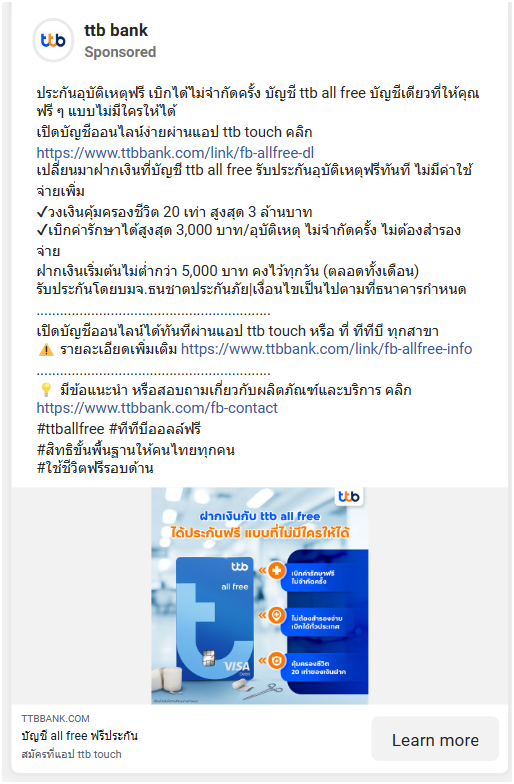 ttb
ttb bank
Sponsored
ประกันอุบัติเหตุฟรี เบิกได้ไม่จำกัดครั้ง บัญชี ttb all free บัญชีเดียวที่ให้คุณ
ฟรี ๆ แบบไม่มีใครให้ได้
เปิดบัญชีออนไลน์ง่ายผ่านแอป ttb touch คลิก
https://www.ttbbank.com/link/fb-allfree-dl
เปลี่ยนมาฝากเงินที่บัญชี ttb all free รับประกันอุบัติเหตุฟรีทันที ไม่มีค่าใช้
จ่ายเพิ่ม
✓วงเงินคุ้มครองชีวิต 20 เท่า สูงสุด 3 ล้านบาท
✓เบิกค่ารักษาได้สูงสุด 3,000 บาท/อุบัติเหตุ ไม่จำกัดครั้ง ไม่ต้องสำรอง
จ่าย
ฝากเงินเริ่มต้นไม่ต่ำกว่า 5,000 บาท คงไว้ทุกวัน (ตลอดทั้งเดือน)
รับประกันโดยบมจ.ธนชาตประกันภัย|เงื่อนไขเป็นไปตามที่ธนาคารกำหนด
............................................................
เปิดบัญชีออนไลน์ได้ทันทีผ่านแอป ttb touch หรือ ที่ ทีทีบี ทุกสาขา
⚠️ รายละเอียดเพิ่มเติม https://www.ttbbank.com/link/fb-allfree-info
............................................................
💡 มีข้อแนะนำ หรือสอบถามเกี่ยวกับผลิตภัณฑ์และบริการ คลิก
https://www.ttbbank.com/fb-contact
#ttballfree #ทีทีบีออลล์ฟรี
#สิทธิขั้นพื้นฐานให้คนไทยทุกคน
#ใช้ชีวิตฟรีรอบด้าน
ttb
ฝากเงินกับ ttb all free
ได้ประกันฟรี แบบที่ไม่มีใครให้ได้
ttb
all free
VISA
Debit
เบิกค่ารักษาฟรี
ไม่จำกัดครั้ง
ไม่ต้องสำรองจ่าย
เบิกได้ทั่วประเทศ
คุ้มครองชีวิต
20 เท่าของเงินฝาก
TTBBANK.COM
บัญชี all free ฟรีประกัน
สมัครที่แอป ttb touch
Learn more